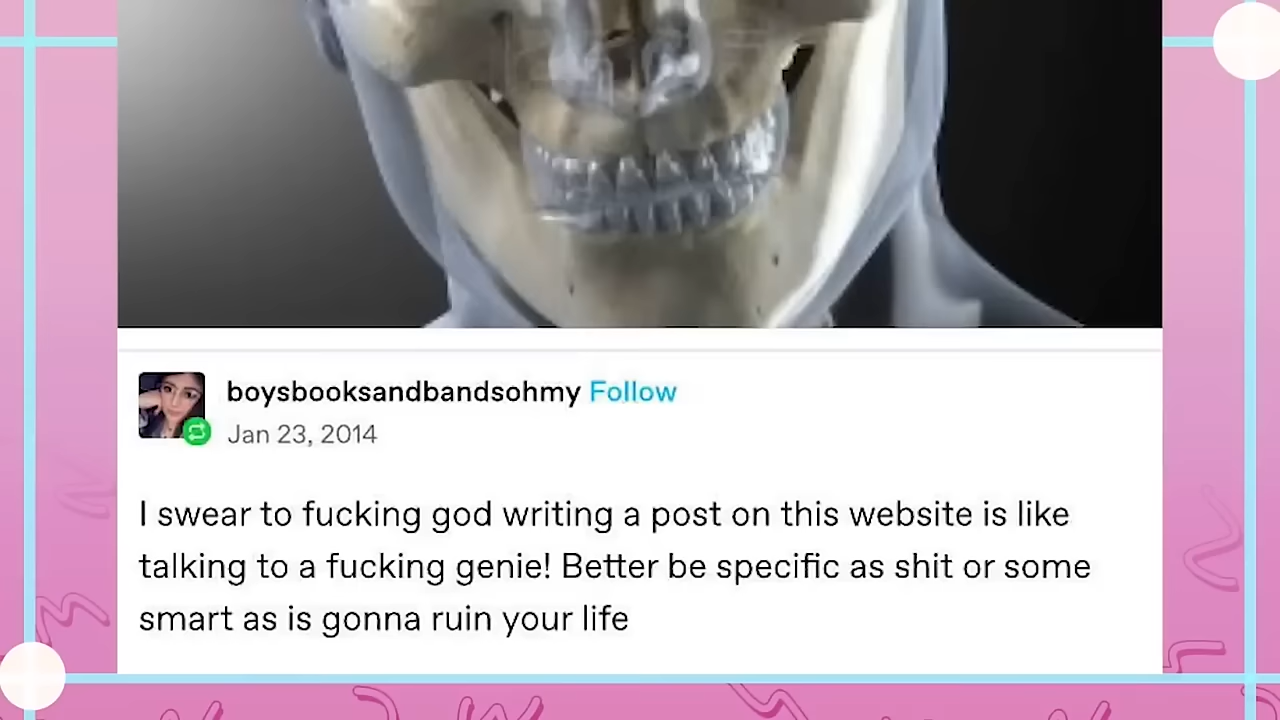 boysbooksandbandsohmy Follow
Jan 23, 2014
I swear to fucking god writing a post on this website is like
talking to a fucking genie! Better be specific as shit or some
smart as is gonna ruin your life